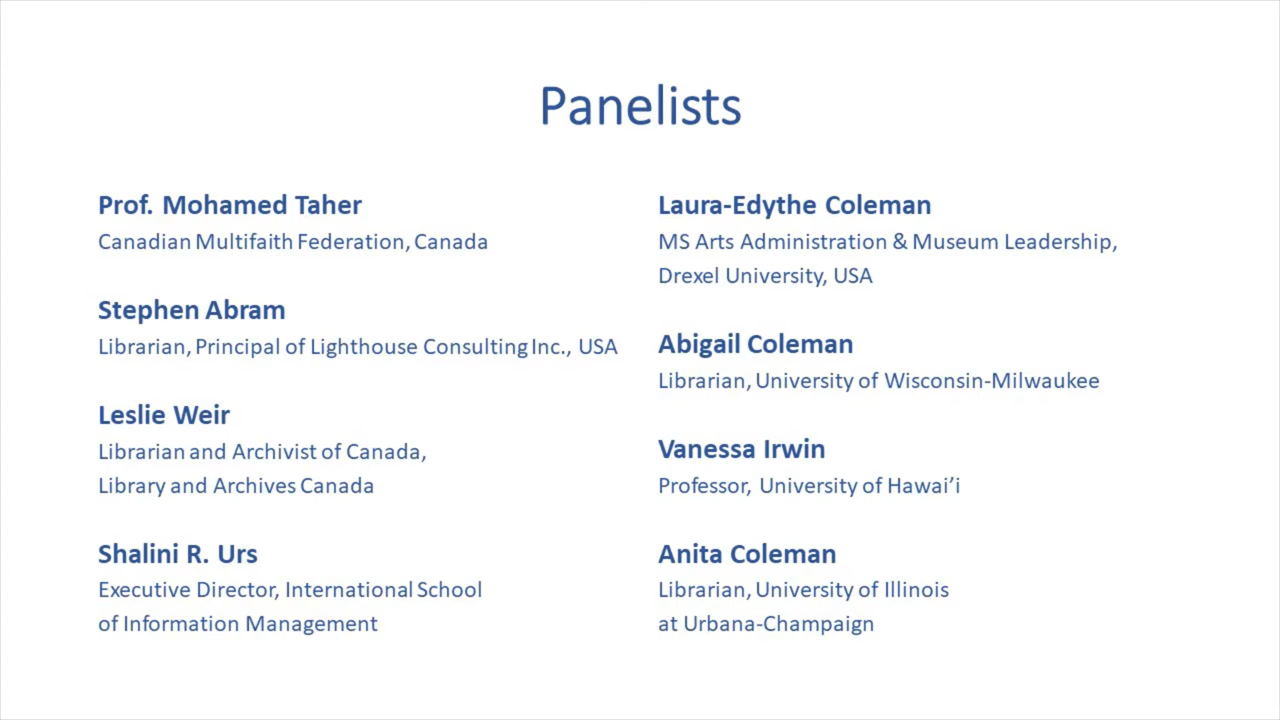 Panelists
Prof. Mohamed Taher
Canadian Multifaith Federation, Canada
Stephen Abram
Librarian, Principal of Lighthouse Consulting Inc., USA
Leslie Weir
Librarian and Archivist of Canada,
Library and Archives Canada
Shalini R. Urs
Executive Director, International School
of Information Management
Laura-Edythe Coleman
MS Arts Administration & Museum Leadership,
Drexel University, USA
Abigail Coleman
Librarian, University of Wisconsin-Milwaukee
Vanessa Irwin
Professor, University of Hawai’i
Anita Coleman
Librarian, University of Illinois
at Urbana-Champaign